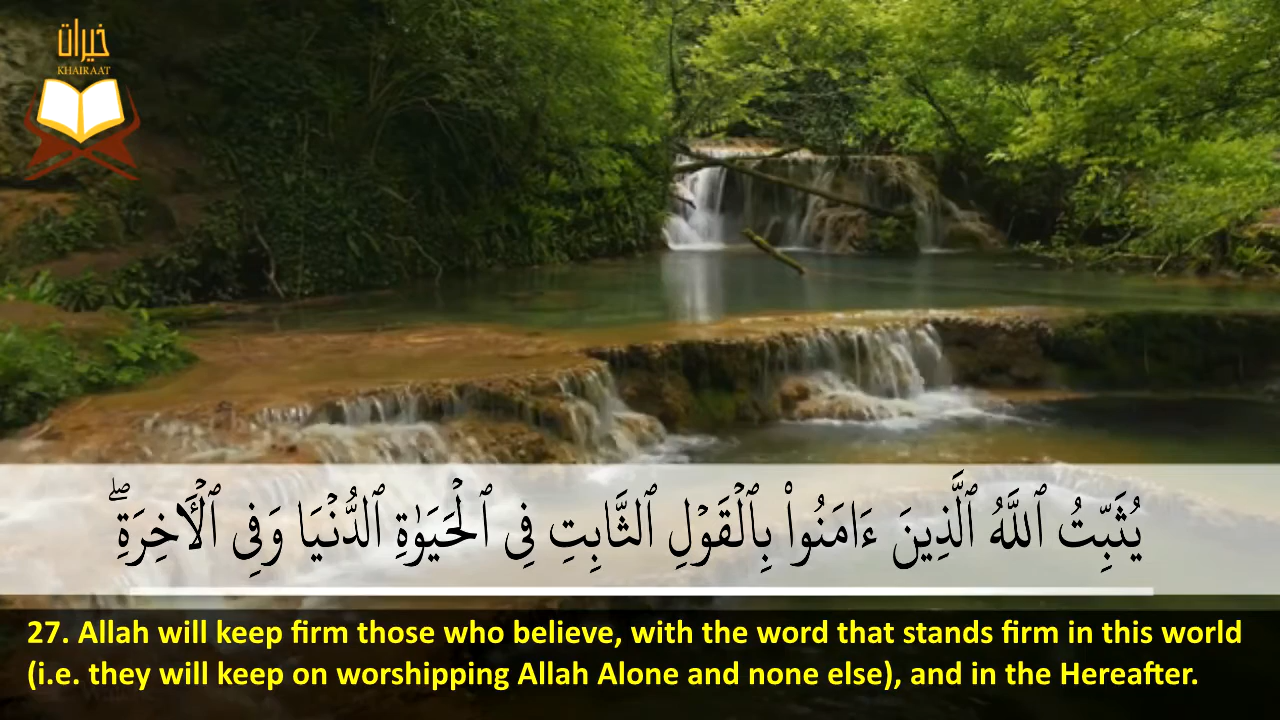 خيرات
KHAIRAAT
يُثَبِّتُ ٱللَّهُ ٱلَّذِينَ ءَامَنُوا۟ بِٱلْقَوْلِ ٱلثَّابِتِ فِى ٱلْحَيَوٰةِ ٱلدُّنْيَا وَفِى ٱلْـَٔاخِرَةِ ۖ
27. Allah will keep firm those who believe, with the word that stands firm in this world
(i.e. they will keep on worshipping Allah Alone and none else), and in the Hereafter.